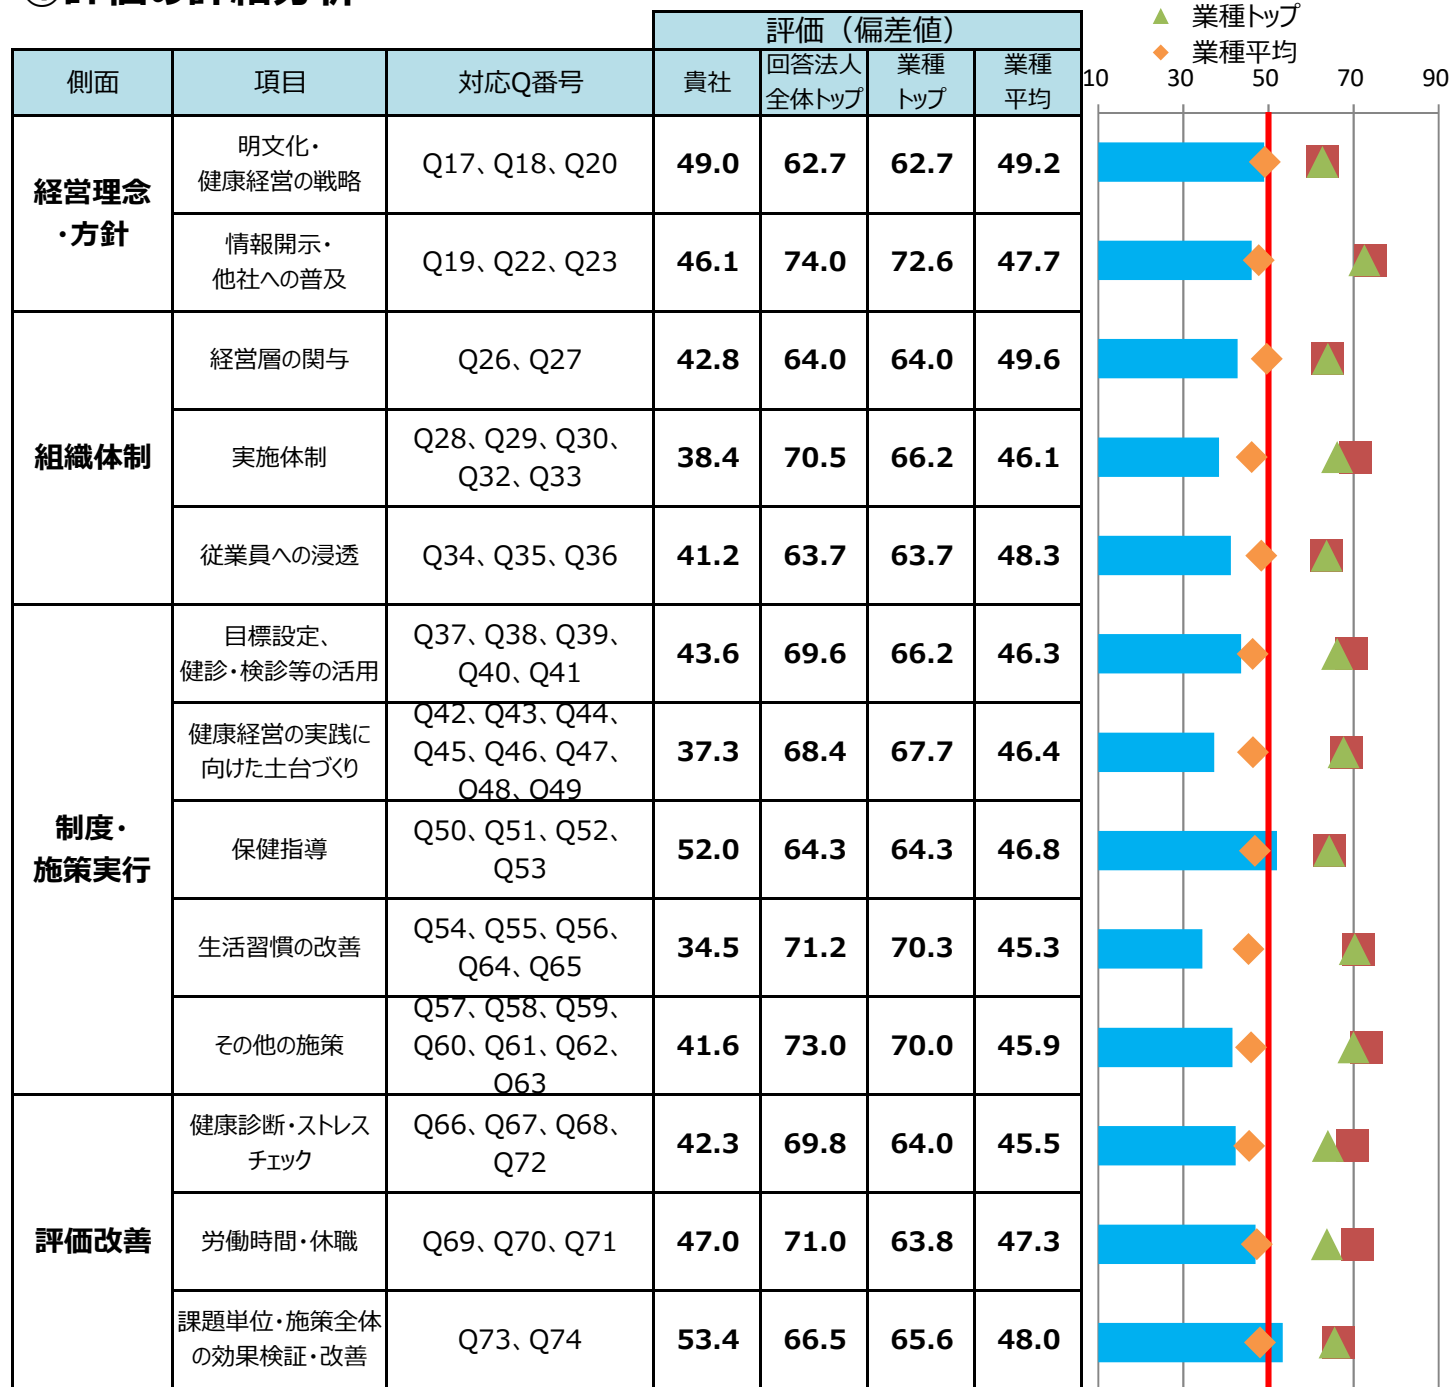 評価（偏差値）
▲ 業種トップ
◆ 業種平均
側面 項目 対応Q番号 貴社 回答法人 業種 業種
全体トップ トップ 平均
10 30 50 70 90
経営理念
・方針
明文化・
健康経営の戦略
Q17、Q18、Q20 49.0 62.7 62.7 49.2
情報開示・
他社への普及
Q19、Q22、Q23 46.1 74.0 72.6 47.7
組織体制
経営層の関与 Q26、Q27 42.8 64.0 64.0 49.6
実施体制
Q28、Q29、Q30、
Q32、Q33
38.4 70.5 66.2 46.1
従業員への浸透 Q34、Q35、Q36 41.2 63.7 63.7 48.3
制度・
施策実行
目標設定、
健診・検診等の活用
Q37、Q38、Q39、
Q40、Q41
43.6 69.6 66.2 46.3
健康経営の実践に
向けた土台づくり
Q42、Q43、Q44、
Q45、Q46、Q47、
Q48、Q49
37.3 68.4 67.7 46.4
保健指導
Q50、Q51、Q52、
Q53
52.0 64.3 64.3 46.8
生活習慣の改善
Q54、Q55、Q56、
Q64、Q65
34.5 71.2 70.3 45.3
その他の施策
Q57、Q58、Q59、
Q60、Q61、Q62、
Q63
41.6 73.0 70.0 45.9
評価改善
健康診断・ストレス
チェック
Q66、Q67、Q68、
Q72
42.3 69.8 64.0 45.5
労働時間・休職 Q69、Q70、Q71 47.0 71.0 63.8 47.3
課題単位・施策全体
の効果検証・改善
Q73、Q74 53.4 66.5 65.6 48.0